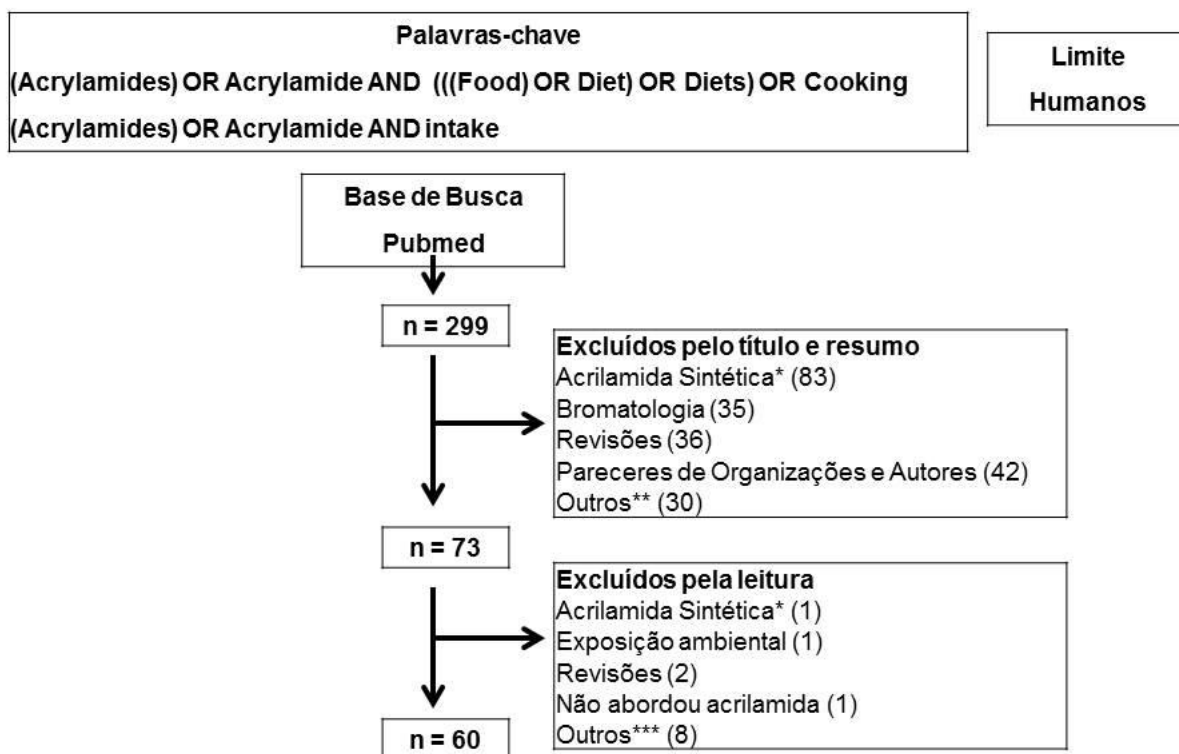 Palavras-chave
(Acrylamides) OR Acrylamide AND (((Food) OR Diet) OR Diets) OR Cooking
(Acrylamides) OR Acrylamide AND intake
Limite
Humanos
Base de Busca
Pubmed
n = 299
Excluídos pelo título e resumo
Acrilamida Sintética* (83)
Bromatologia (35)
Revisões (36)
Pareceres de Organizações e Autores (42)
Outros** (30)
n = 73
Excluídos pela leitura
Acrilamida Sintética* (1)
Exposição ambiental (1)
Revisões (2)
Não abordou acrilamida (1)
Outros*** (8)
n = 60